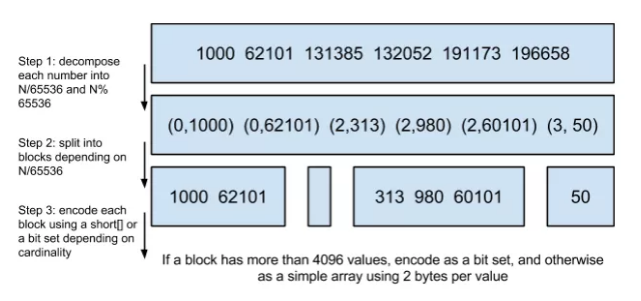 1000 62101 131385 132052 191173 196658
Step 1: decompose
each number into
N/65536 and N%
65536
(0,1000) (0,62101) (2,313) (2,980) (2,60101) (3, 50)
Step 2: split into
blocks depending on
N/65536
1000 62101
313 980 60101
50
Step 3: encode each
block using a short[] or
a bit set depending on
cardinality
If a block has more than 4096 values, encode as a bit set, and otherwise
as a simple array using 2 bytes per value